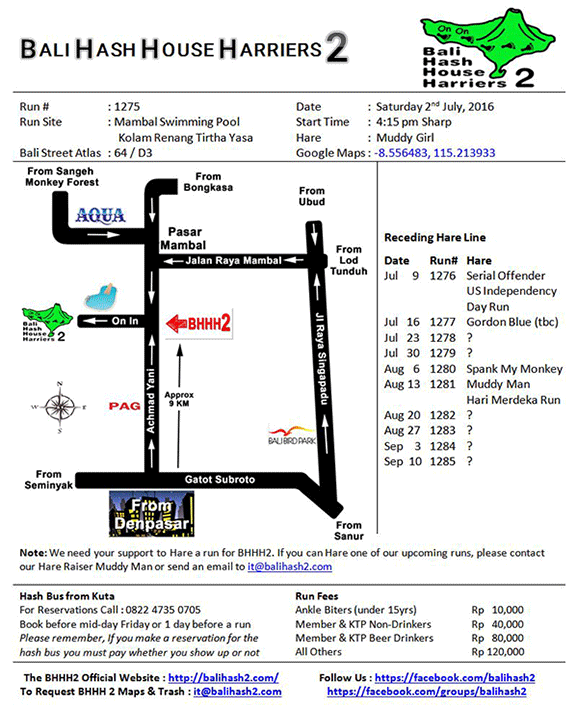 BALI HASH HOUSE HARRIERS 2
On On
Bali
Hash
House
Harriers 2
Run # : 1275
Run Site : Mambal Swimming Pool
Kolam Renang Tirtha Yasa
Bali Street Atlas : 64 / D3
Date : Saturday 2nd July, 2016
Start Time : 4:15 pm Sharp
Hare : Muddy Girl
Google Maps : -8.556483, 115.213933
From Sangeh
Monkey Forest
From
Bongkasa
From
Ubud
AQUA
Pasar
Mambal
Jalan Raya Mambal
From
Lod
Tunduh
On In
BHHH2
Bali
Hash
House
Harriers 2
Jl Raya Singapadu
Achmad Yani
PAG
Approx
9 KM
BALI BIRD PARK
From
Seminyak
Gatot Subroto
From
Denpasar
From
Sanur
Receding Hare Line
Date Run# Hare
Jul 9 1276 Serial Offender
US Independency
Day Run
Jul 16 1277 Gordon Blue (tbc)
Jul 23 1278 ?
Jul 30 1279 ?
Aug 6 1280 Spank My Monkey
Aug 13 1281 Muddy Man
Hari Merdeka Run
Aug 20 1282 ?
Aug 27 1283 ?
Sep 3 1284 ?
Sep 10 1285 ?
Note: We need your support to Hare a run for BHHH2. If you can Hare one of our upcoming runs, please contact
our Hare Raiser Muddy Man or send an email to it@balihash2.com
Hash Bus from Kuta
For Reservations Call : 0822 4735 0705
Book before mid-day Friday or 1 day before a run
Please remember, If you make a reservation for the
hash bus you must pay whether you show up or not
Run Fees
Ankle Biters (under 15yrs) Rp 10,000
Member & KTP Non-Drinkers Rp 40,000
Member & KTP Beer Drinkers Rp 80,000
All Others Rp 120,000
The BHHH2 Official Website : http://balihash2.com/
To Request BHHH 2 Maps & Trash : it@balihash2.com
Follow Us : https://facebook.com/balihash2
https://facebook.com/groups/balihash2